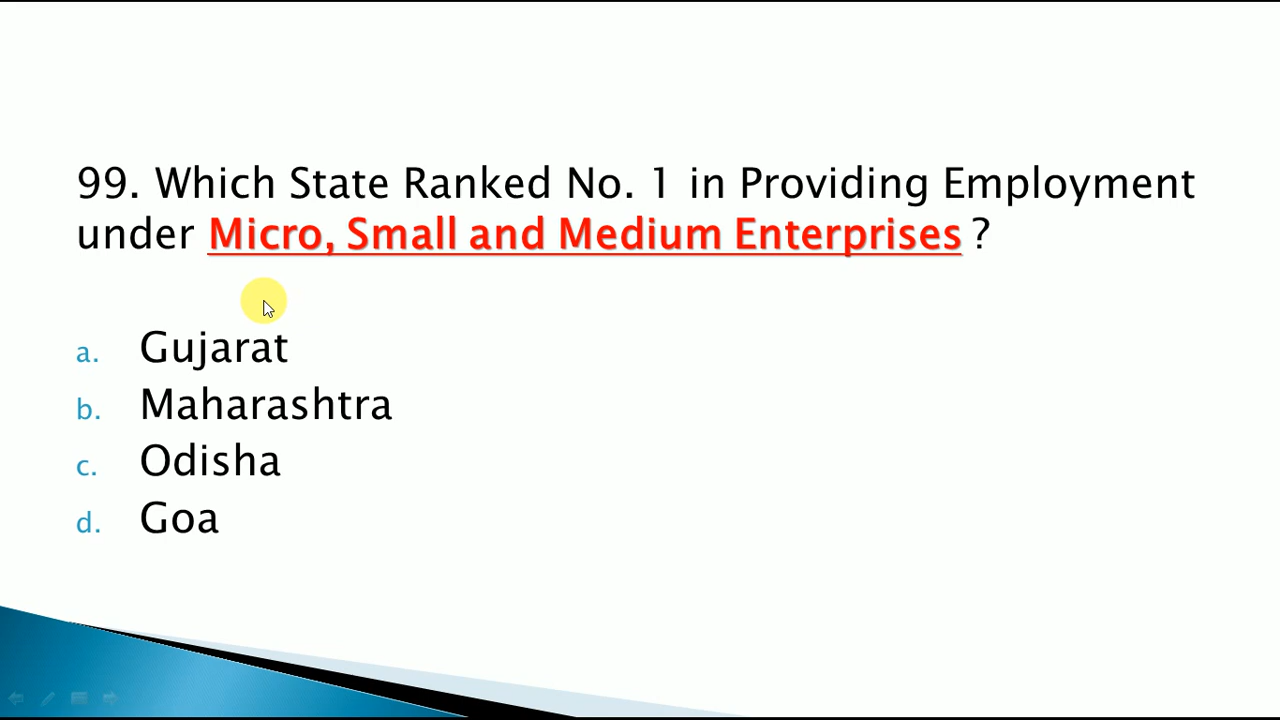 99. Which State Ranked No. 1 in Providing Employment
under Micro, Small and Medium Enterprises ?
a. Gujarat
b. Maharashtra
c. Odisha
d. Goa